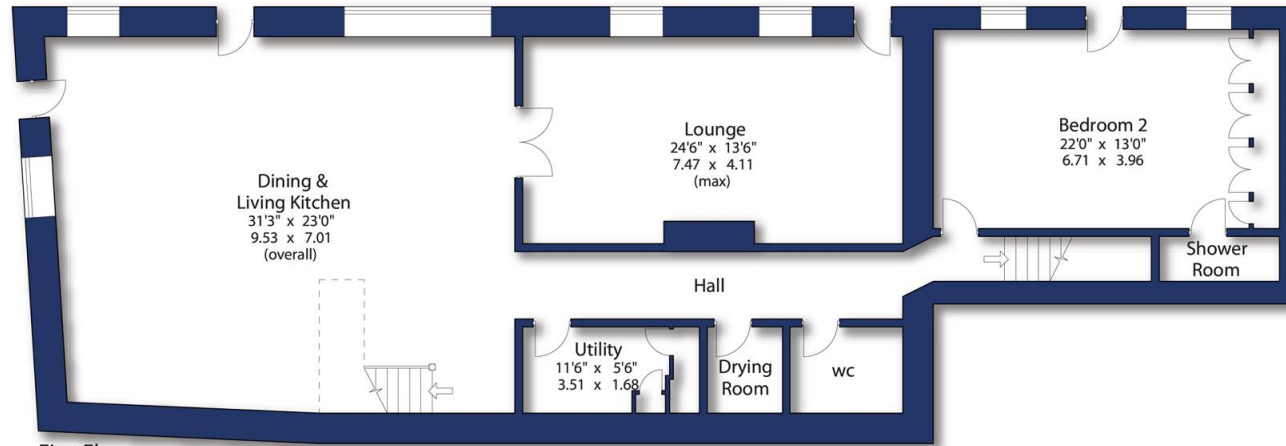 Dining &
Living Kitchen
31'3" x 23'0"
9.53 x 7.01
(overall)
Lounge
24'6" x 13'6"
7.47 x 4.11
(max)
Bedroom 2
22'0" x 13'0"
6.71 x 3.96
Shower
Room
Hall
Utility
11'6" x 5'6"
3.51 x 1.68
Drying
Room
wc